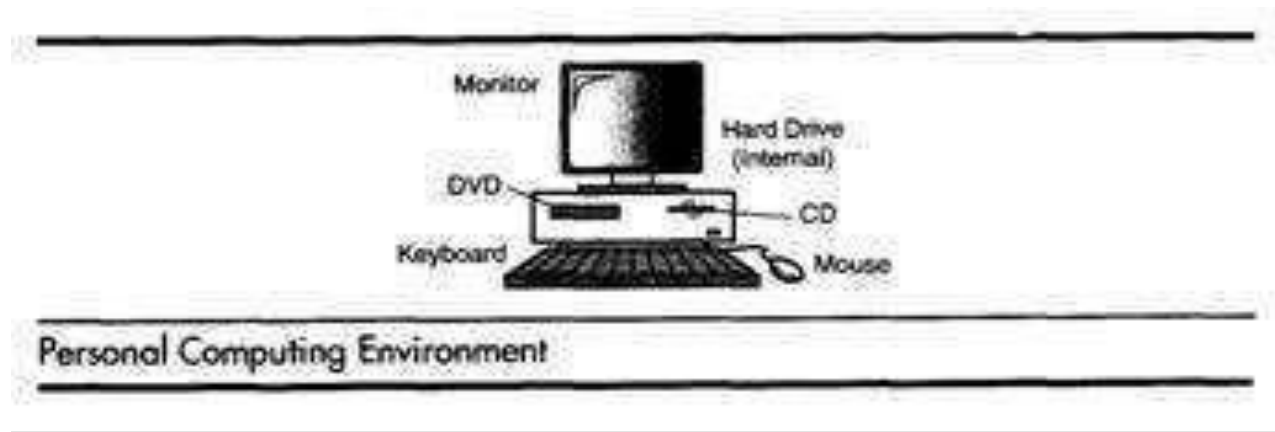 Monitor
Hard Drive
(Internal)
DVD
CD
Keyboard
Mouse
Personal Computing Environment